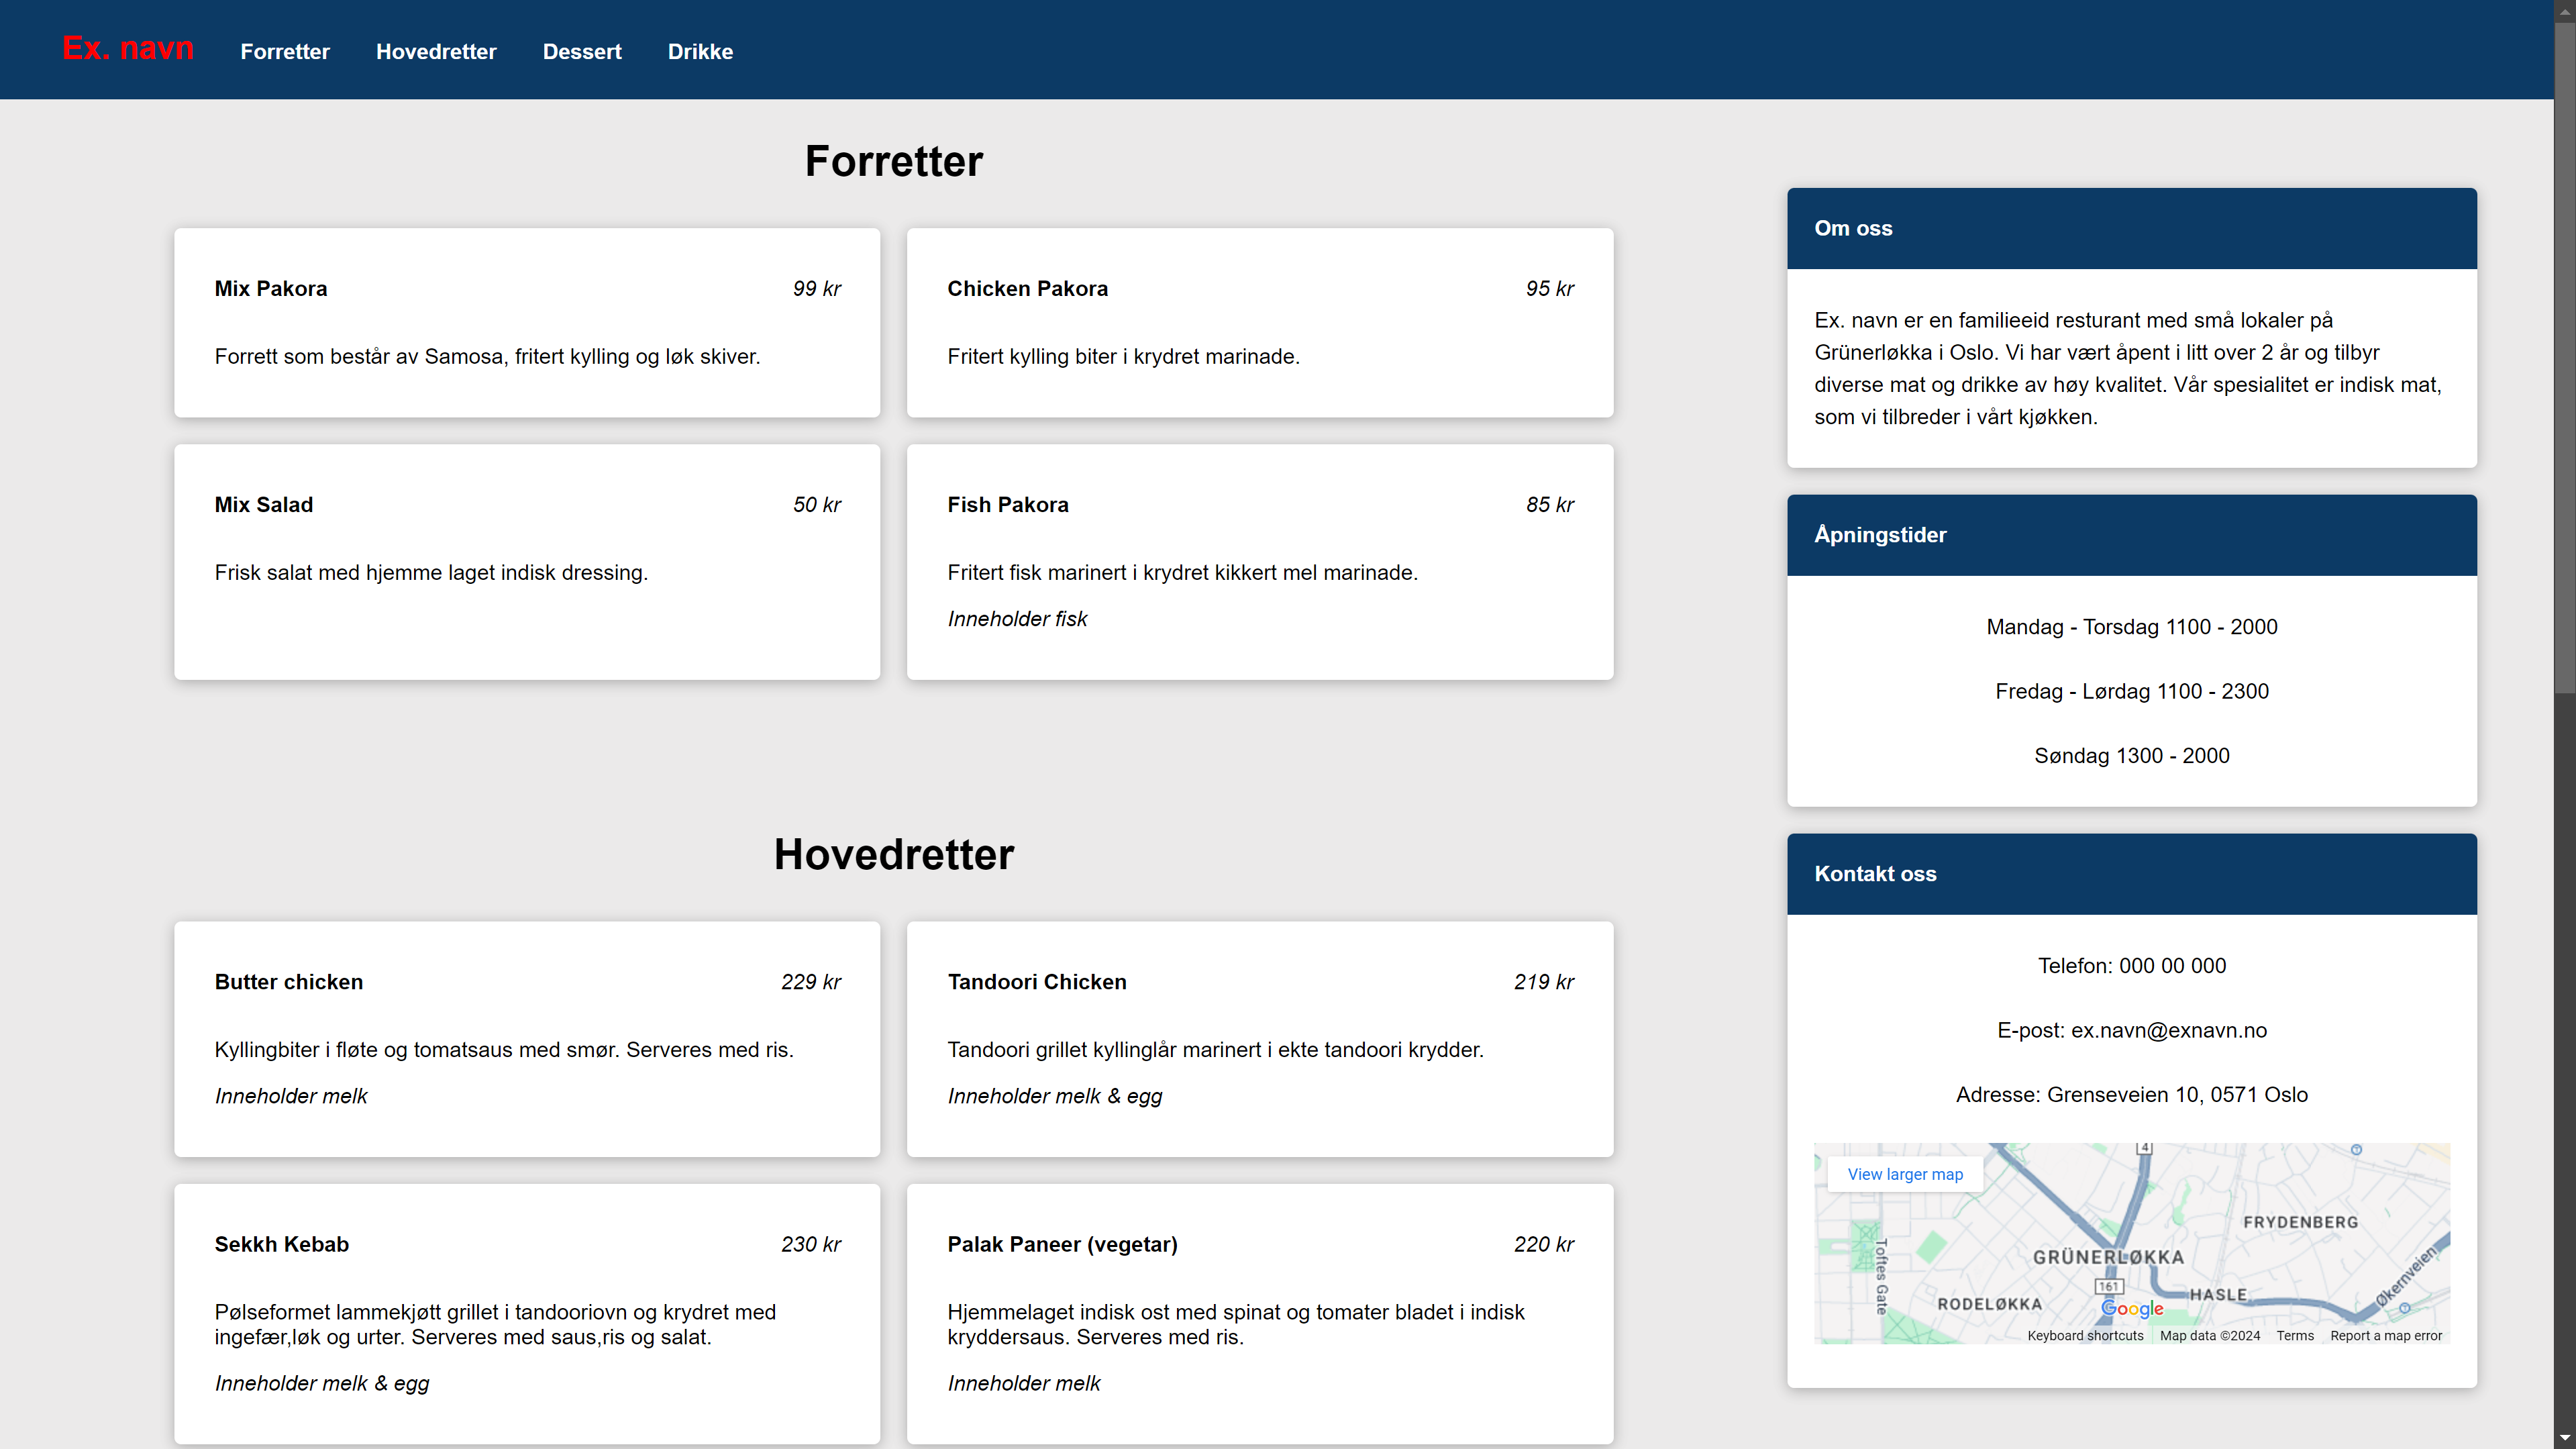 Ex. navn Forretter Hovedretter Dessert Drikke
Forretter
Mix Pakora 99 kr
Forrett som består av Samosa, fritert kylling og løk skiver.
Chicken Pakora 95 kr
Fritert kylling biter i krydret marinade.
Mix Salad 50 kr
Frisk salat med hjemme laget indisk dressing.
Fish Pakora 85 kr
Fritert fisk marinert i krydret kikkert mel marinade.
Inneholder fisk
Hovedretter
Butter chicken 229 kr
Kyllingbiter i fløte og tomatsaus med smør. Serveres med ris.
Inneholder melk
Tandoori Chicken 219 kr
Tandoori grillet kyllinglår marinert i ekte tandoori krydder.
Inneholder melk & egg
Sekkh Kebab 230 kr
Pølseformet lammekjøtt grillet i tandooriovn og krydret med
ingefær,løk og urter. Serveres med saus,ris og salat.
Inneholder melk & egg
Palak Paneer (vegetar) 220 kr
Hjemmelaget indisk ost med spinat og tomater bladet i indisk
kryddersaus. Serveres med ris.
Inneholder melk
Om oss
Ex. navn er en familieeid resturant med små lokaler på
Grünerløkka i Oslo. Vi har vært åpent i litt over 2 år og tilbyr
diverse mat og drikke av høy kvalitet. Vår spesialitet er indisk mat,
som vi tilbreder i vårt kjøkken.
Åpningstider
Mandag - Torsdag 1100 - 2000
Fredag - Lørdag 1100 - 2300
Søndag 1300 - 2000
Kontakt oss
Telefon: 000 00 000
E-post: ex.navn@exnavn.no
Adresse: Grenseveien 10, 0571 Oslo
4
View larger map
FRYDENBERG
Toftes Gate
GRÜNERLØKKA
Økernveien
161
HASLE
RODELØKKA
Google
Keyboard shortcuts Map data ©2024 Terms Report a map error